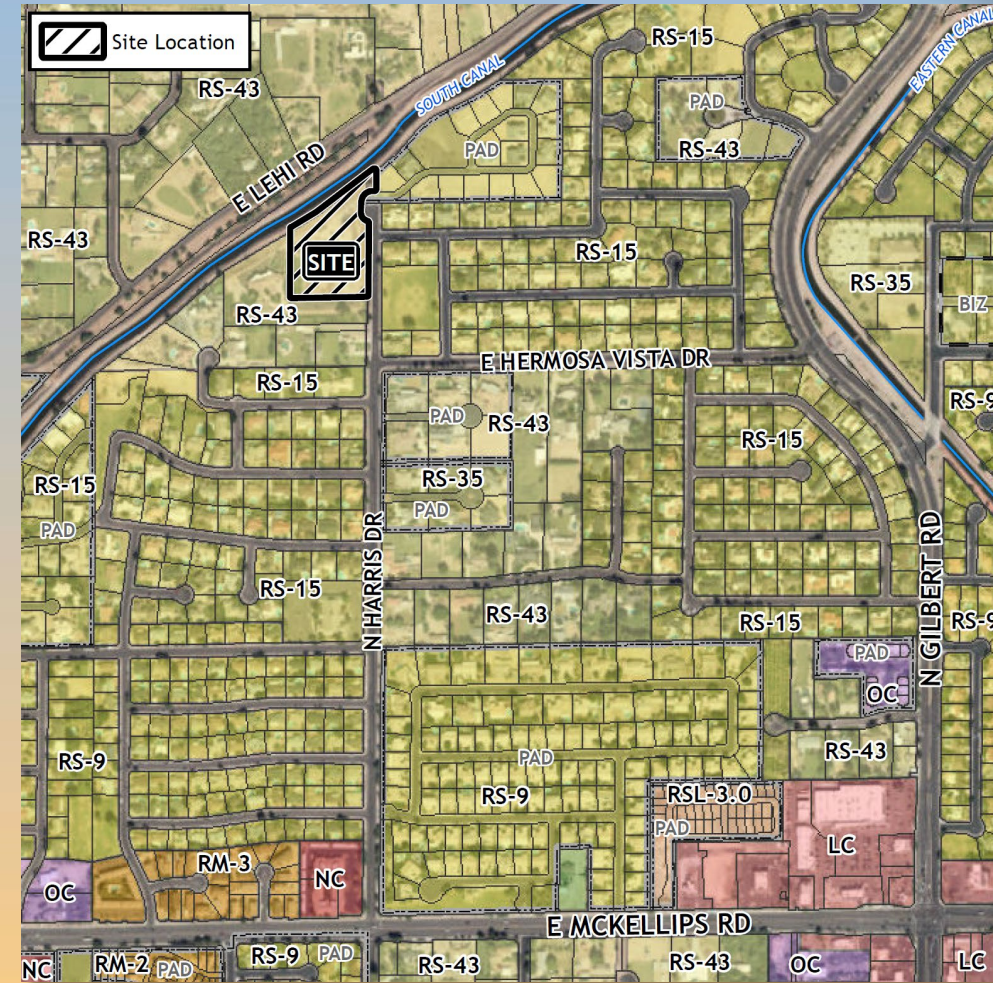 Site Location
RS-15
EASTERN CANAL
RS-43
SOUTH CANAL
PAD
PAD
RS-43
E LEHI RD
RS-43
RS-15
SITE
RS-35
RS-43
BIZ
E HERMOSA VISTA DR
RS-15
RS-9
PAD
RS-43
RS-15
RS-35
RS-15
PAD
PAD
N HARRIS DR
N GILBERT RD
RS-15
RS-43
RS-15
RS-9
PAD
OC
PAD
RS-43
RS-9
RS-9
RSL-3.0
PAD
LC
RM-3
NC
OC
E MCKELLIPS RD
NC
RM-2
PAD
RS-9
PAD
RS-43
RS-43
OC
LC